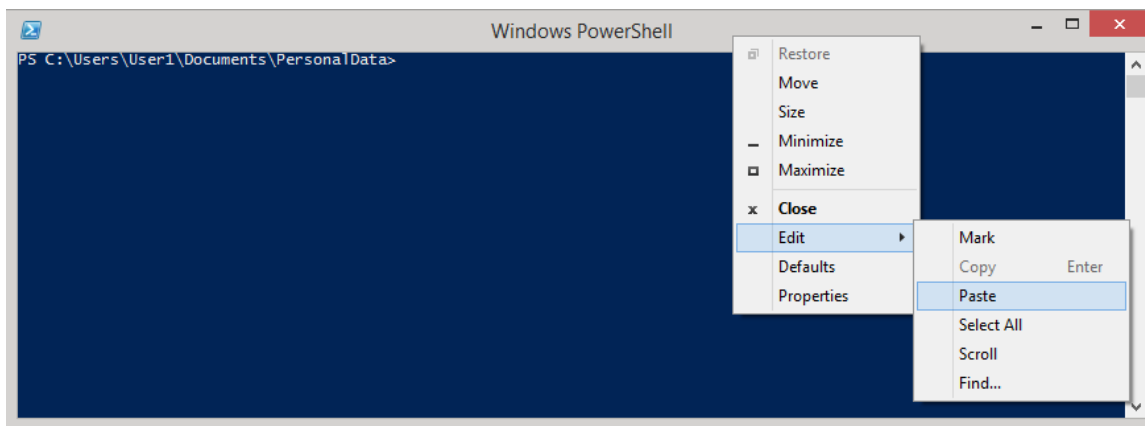 Windows PowerShell
PS C:\Users\User1\Documents\PersonalData>
Restore
Move
Size
Minimize
Maximize
x Close
Edit
Defaults
Properties
Mark
Copy Enter
Paste
Select All
Scroll
Find...